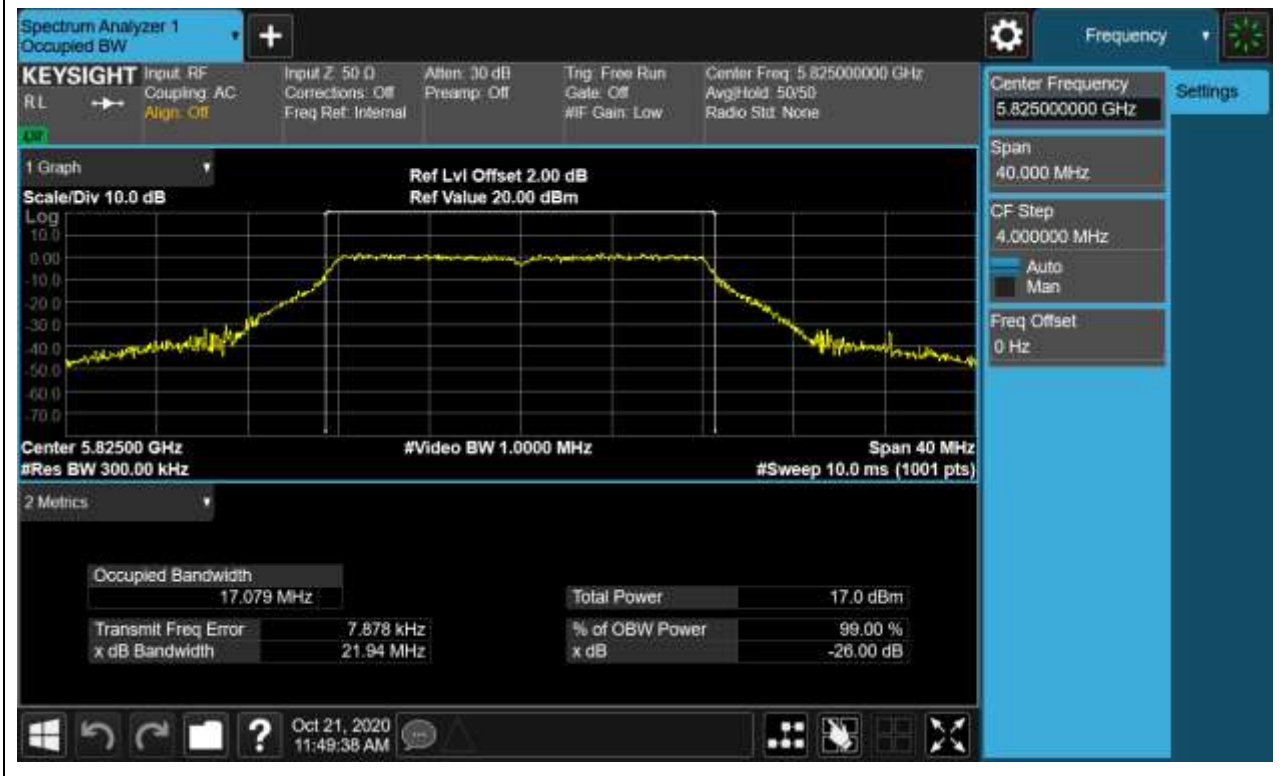 Spectrum Analyzer 1
Occupied BW
+
Frequency
KEYSIGHT
Input: RF
Coupling: AC
Align: Off
Input Z: 50 Ω
Corrections: Off
Freq Ref: Internal
Atten: 30 dB
Preamp: Off
Trig: Free Run
Gate: Off
#IF Gain: Low
Center Freq: 5.825000000 GHz
Avg|Hold: 50/50
Radio Std: None
RL
Center Frequency
5.825000000 GHz
Settings
Span
40.000 MHz
CF Step
4.000000 MHz
Auto
Man
Freq Offset
0 Hz
1 Graph
Scale/Div 10.0 dB
Ref Lvl Offset 2.00 dB
Ref Value 20.00 dBm
Log
10.0
0.00
-10.0
-20.0
-30.0
-40.0
-50.0
-60.0
-70.0
Center 5.82500 GHz
#Video BW 1.0000 MHz
Span 40 MHz
#Res BW 300.00 kHz
#Sweep 10.0 ms (1001 pts)
2 Metrics
Occupied Bandwidth
17.079 MHz
Total Power 17.0 dBm
Transmit Freq Error 7.878 kHz
% of OBW Power 99.00 %
x dB Bandwidth 21.94 MHz
x dB -26.00 dB
?
Oct 21, 2020
11:49:38 AM